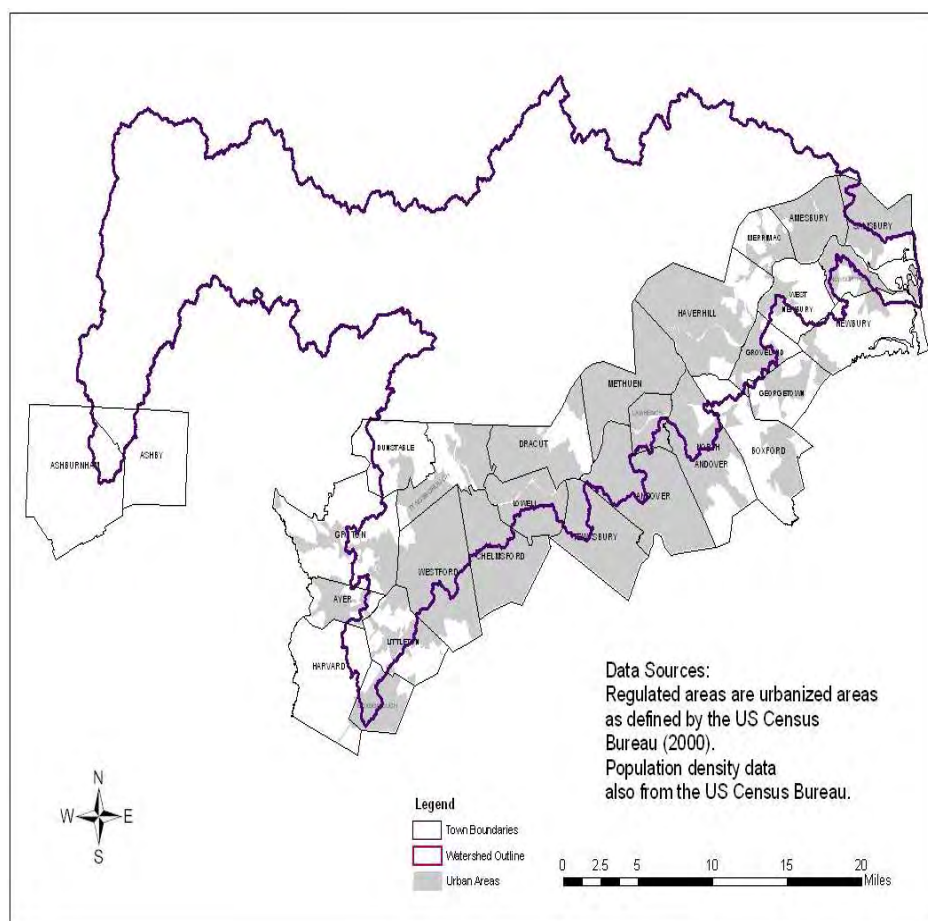 AMESBURY
SALISBURY
MERRIMAC
WEST
NEWBURY
NEWBURY
HAVERHILL
GROVELAND
GEORGETOWN
METHUEN
LAWRENCE
DRACUT
DUNSTABLE
NORTH
ANDOVER
BOXFORD
ASHBURNHAM
ASHBY
LOWELL
ANDOVER
TEWKSBURY
CHELMSFORD
GROTON
WESTFORD
AYER
LITTLETON
HARVARD
Data Sources:
Regulated areas are urbanized areas
as defined by the US Census
Bureau (2000).
Population density data
also from the US Census Bureau.
N
W E
S
Legend
Town Boundaries
Watershed Outline
Urban Areas
0 2.5 5 10 15 20
Miles